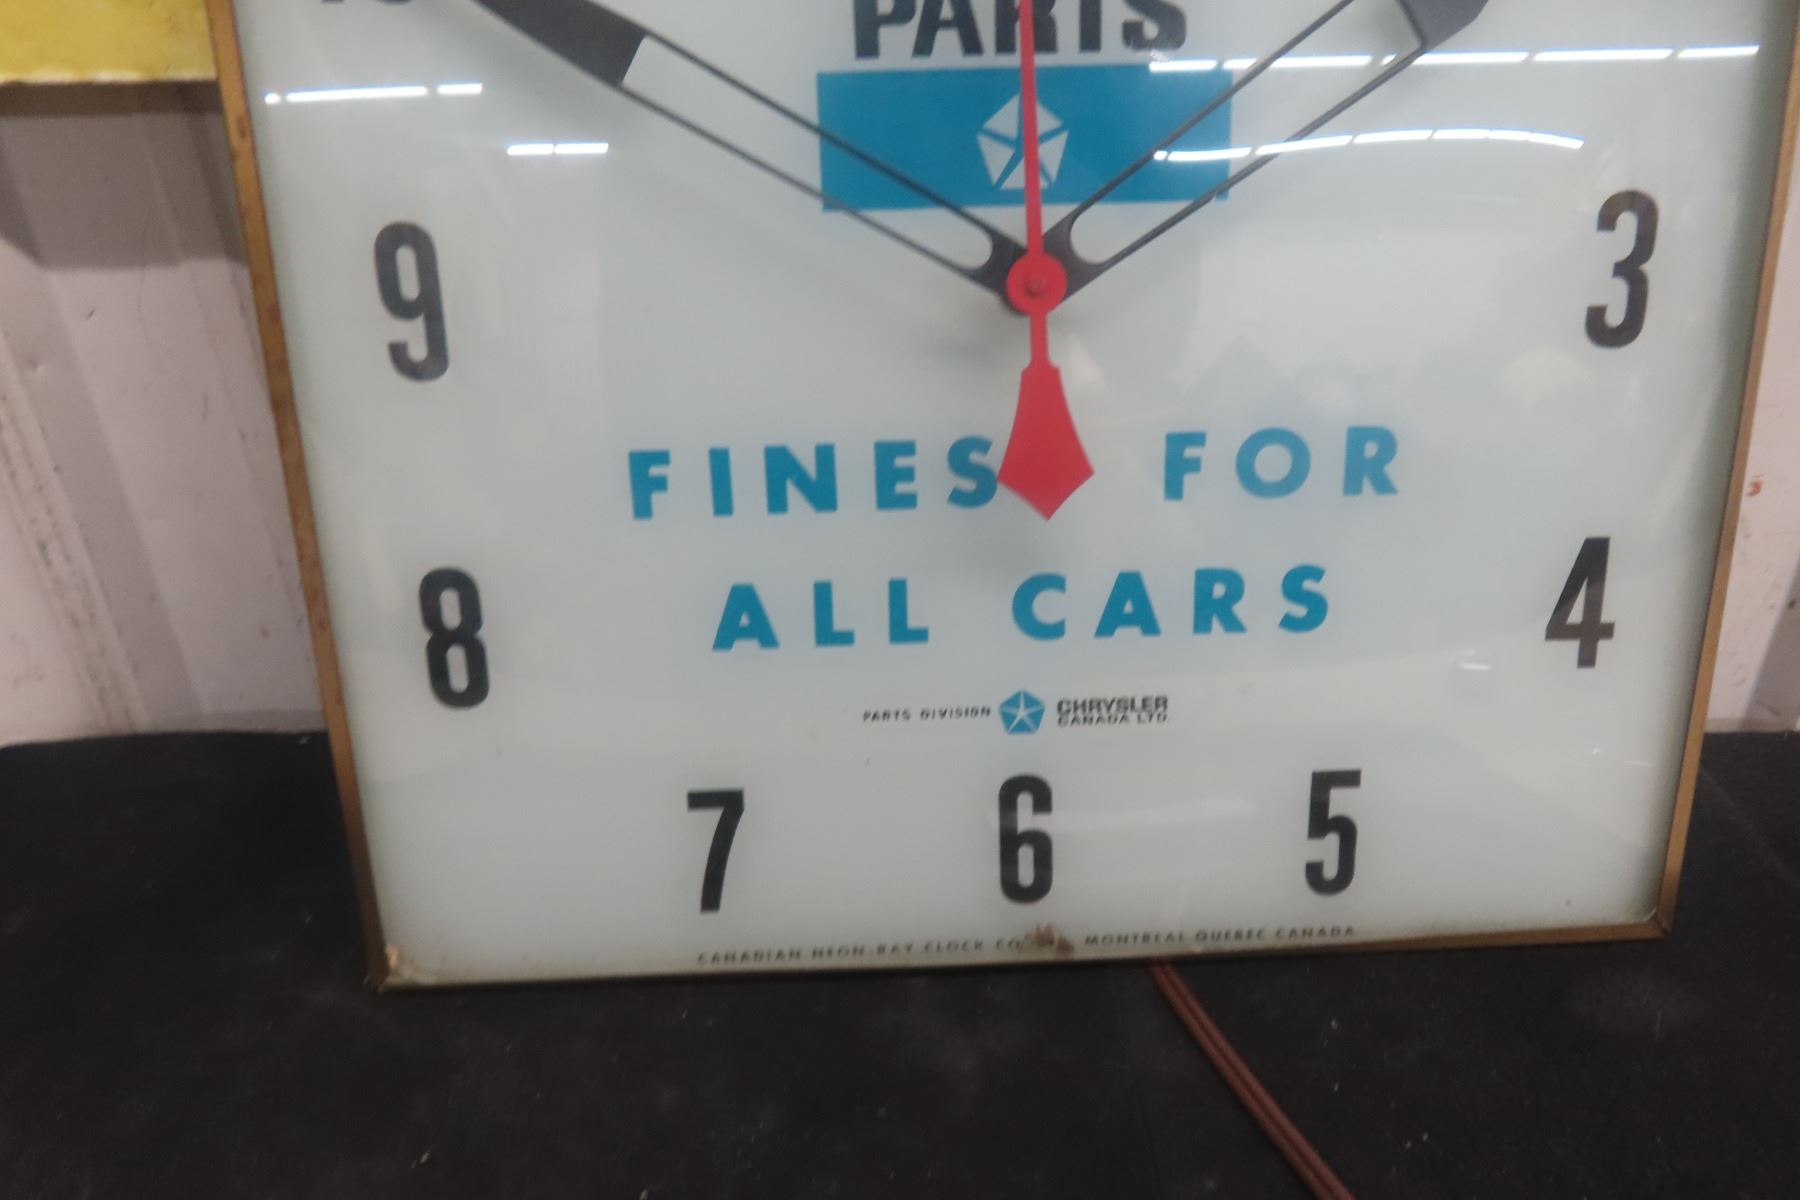 PARTS
9 3
FINES FOR
8 4
ALL CARS
PARTS DIVISION CHRYSLER
CANADA LTD.
7 6 5
CANADIAN NEON-RAY CLOCK CO. MONTREAL QUEBEC CANADA